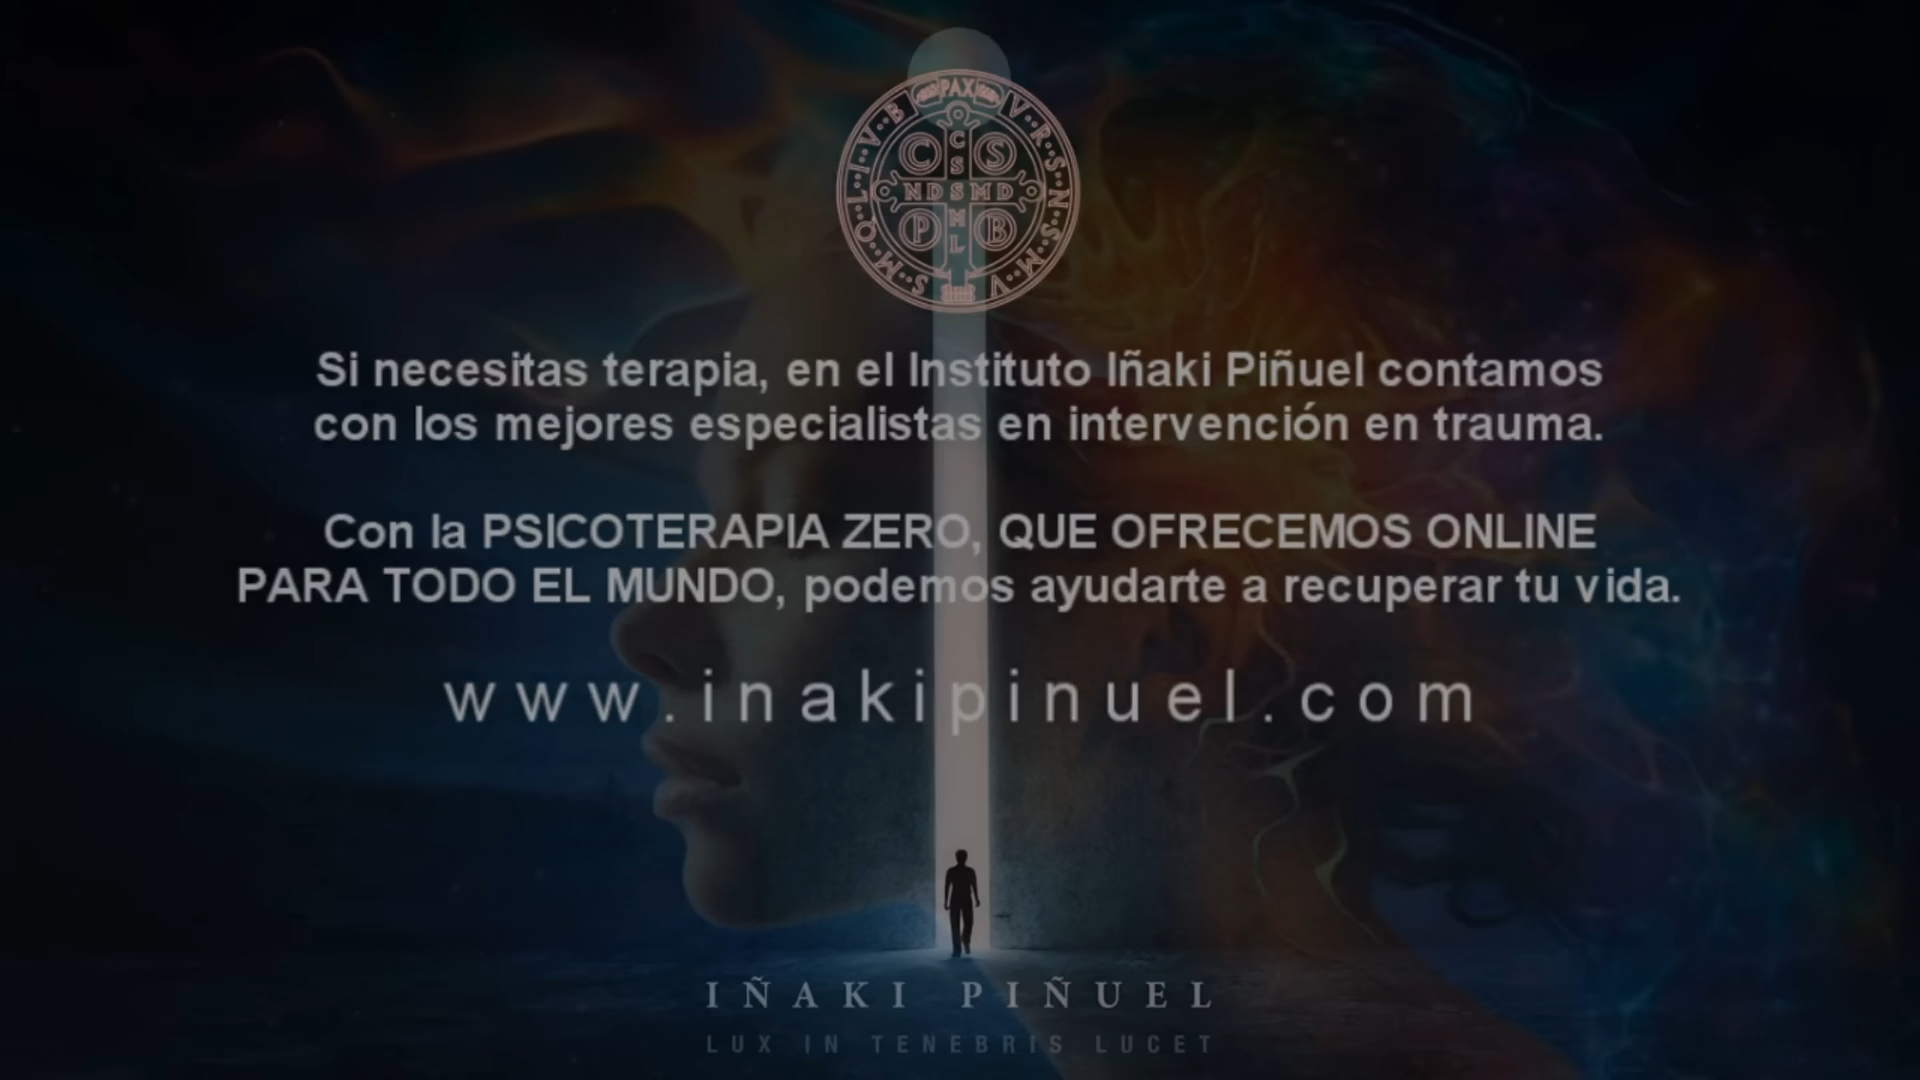 PAX
V·R·S·N·S·M·V
S·M·Q·L·I·V·B
C S
C
S
N D S M D
M
L
P B
Si necesitas terapia, en el Instituto Iñaki Piñuel contamos
con los mejores especialistas en intervención en trauma.
Con la PSICOTERAPIA ZERO, QUE OFRECEMOS ONLINE
PARA TODO EL MUNDO, podemos ayudarte a recuperar tu vida.
www.inakipinuel.com
IÑAKI PIÑUEL
LUX IN TENEBRIS LUCET